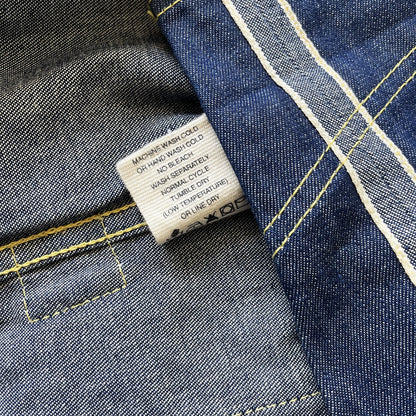 MACHINE WASH COLD
OR HAND WASH COLD
NO BLEACH
WASH SEPARATELY
NORMAL CYCLE
TUMBLE DRY
(LOW TEMPERATURE)
OR LINE DRY